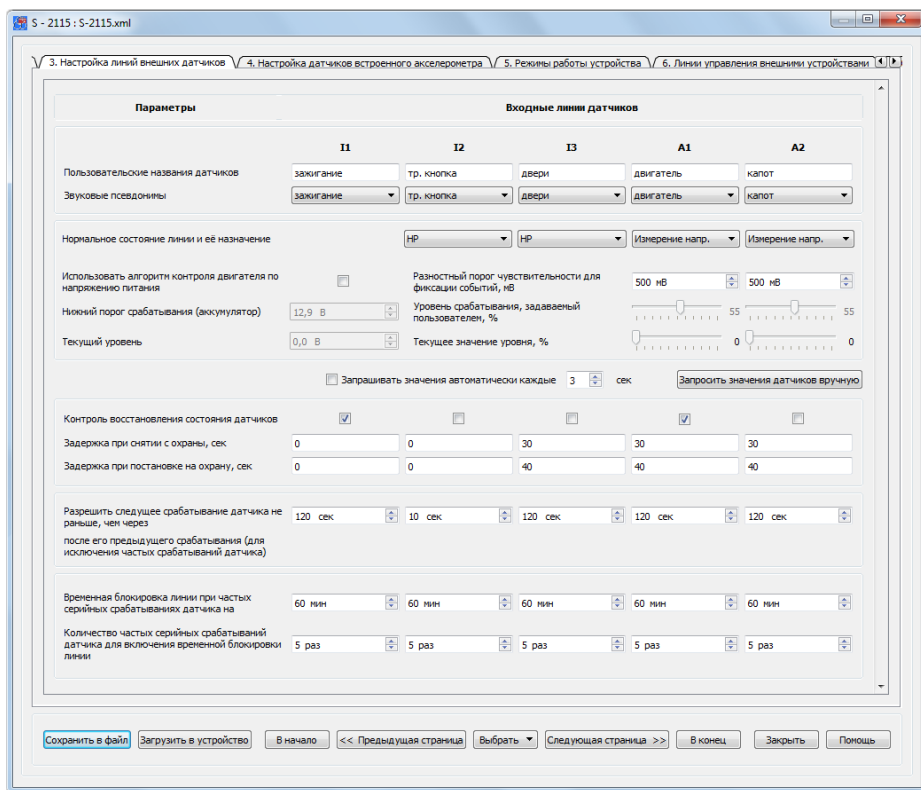 S - 2115 : S-2115.xml
3. Настройка линий внешних датчиков 4. Настройка датчиков встроенного акселерометра 5. Режимы работы устройства 6. Линии управления внешними устройствами
Параметры Входные линии датчиков
I1 I2 I3 A1 A2
Пользовательские названия датчиков зажигание тр. кнопка двери двигатель капот
Звуковые псевдонимы зажигание тр. кнопка двери двигатель капот
Нормальное состояние линии и её назначение НР НР Измерение напр. Измерение напр.
Использовать алгоритм контроля двигателя по напряжению питания Разностный порог чувствительности для фиксации событий, мВ 500 мВ 500 мВ
Нижний порог срабатывания (аккумулятор) 12,9 В Уровень срабатывания, задаваемый пользователем, % 55 55
Текущий уровень 0,0 В Текущее значение уровня, % 0 0
Запрашивать значения автоматически каждые 3 сек Запросить значения датчиков вручную
Контроль восстановления состояния датчиков
Задержка при снятии с охраны, сек 0 0 30 30 30
Задержка при постановке на охрану, сек 0 0 40 40 40
Разрешить следущее срабатывание датчика не раньше, чем через 120 сек 10 сек 120 сек 120 сек 120 сек
после его предыдущего срабатывания (для исключения частых срабатываний датчика)
Временная блокировка линии при частых серийных срабатываниях датчика на 60 мин 60 мин 60 мин 60 мин 60 мин
Количество частых серийных срабатываний датчика для включения временной блокировки линии 5 раз 5 раз 5 раз 5 раз 5 раз
Сохранить в файл Загрузить в устройство В начало << Предыдущая страница Выбрать Следующая страница >> В конец Закрыть Помощь